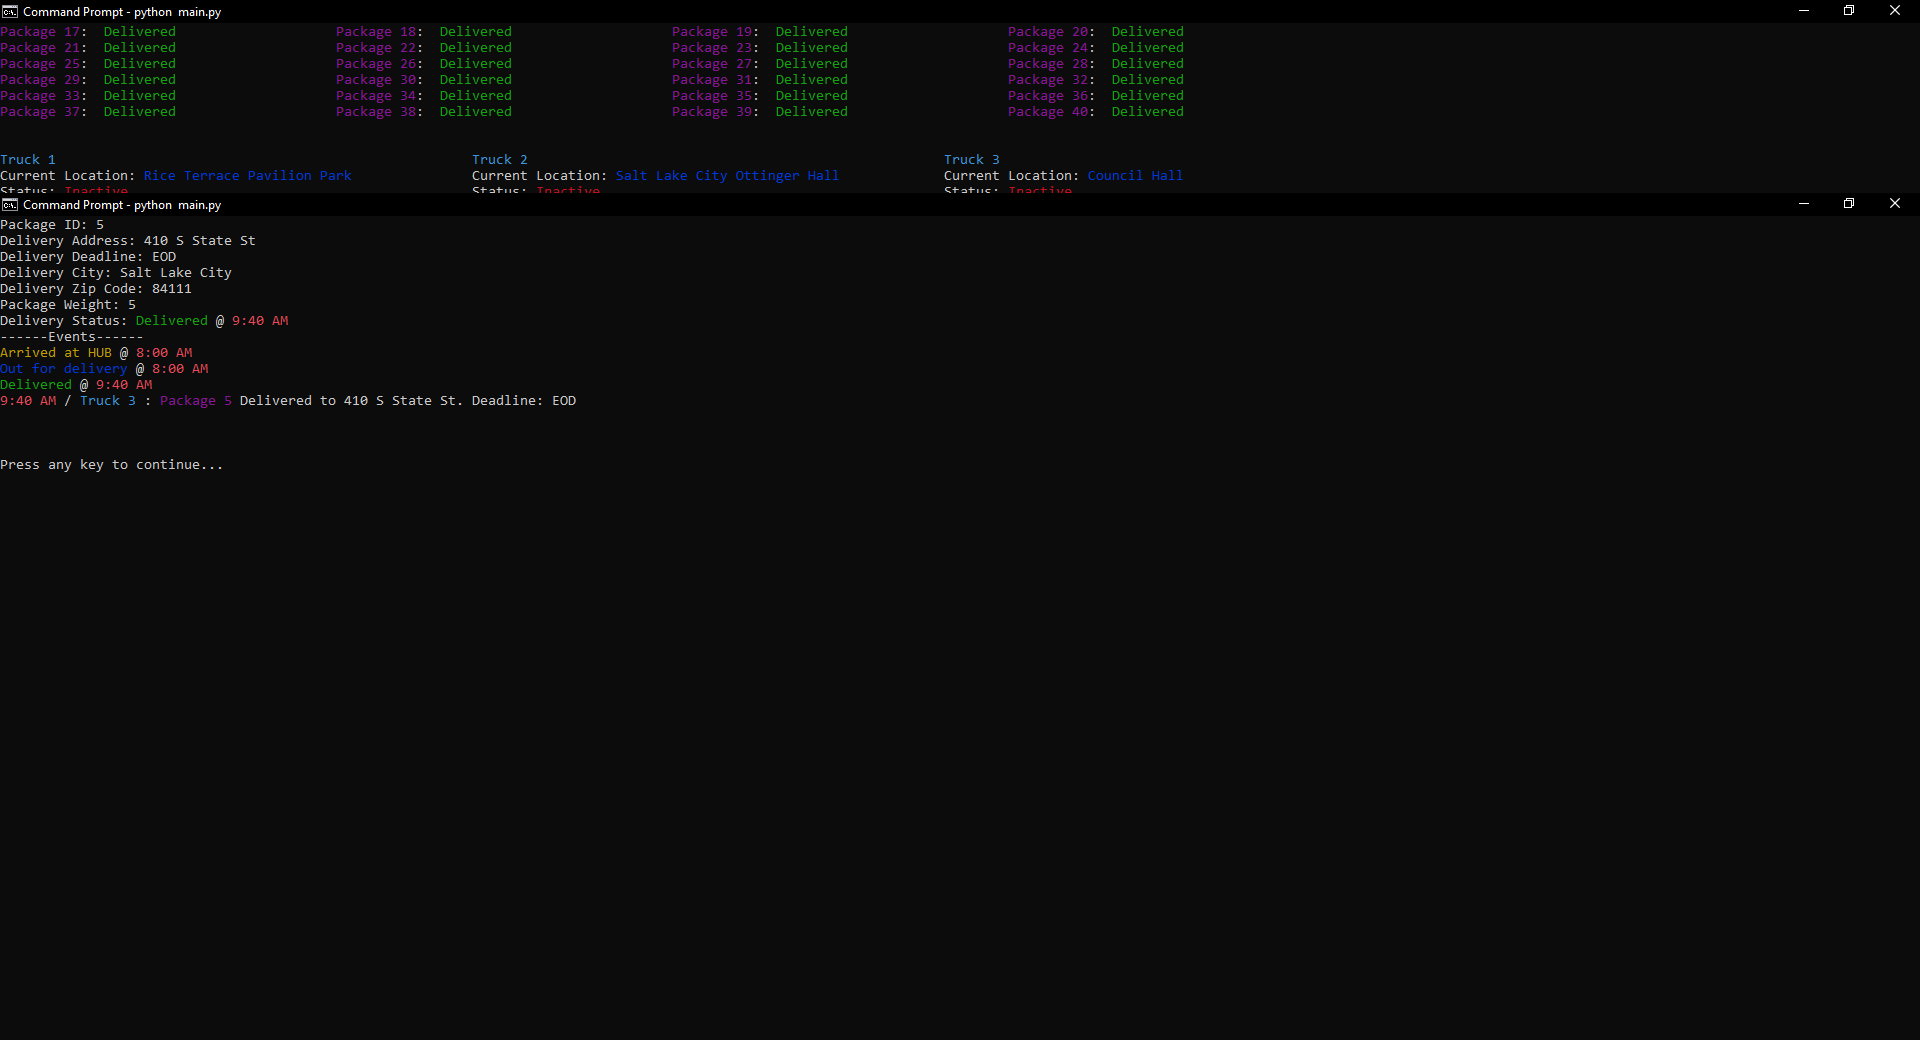 Command Prompt - python  main.py
Package 17:  Delivered                    Package 18:  Delivered                    Package 19:  Delivered                    Package 20:  Delivered
Package 21:  Delivered                    Package 22:  Delivered                    Package 23:  Delivered                    Package 24:  Delivered
Package 25:  Delivered                    Package 26:  Delivered                    Package 27:  Delivered                    Package 28:  Delivered
Package 29:  Delivered                    Package 30:  Delivered                    Package 31:  Delivered                    Package 32:  Delivered
Package 33:  Delivered                    Package 34:  Delivered                    Package 35:  Delivered                    Package 36:  Delivered
Package 37:  Delivered                    Package 38:  Delivered                    Package 39:  Delivered                    Package 40:  Delivered
Truck 1                                                    Truck 2                                                    Truck 3
Current Location: Rice Terrace Pavilion Park               Current Location: Salt Lake City Ottinger Hall             Current Location: Council Hall
Status: Inactive                                           Status: Inactive                                           Status: Inactive
Command Prompt - python  main.py
Package ID: 5
Delivery Address: 410 S State St
Delivery Deadline: EOD
Delivery City: Salt Lake City
Delivery Zip Code: 84111
Package Weight: 5
Delivery Status: Delivered @ 9:40 AM
------Events------
Arrived at HUB @ 8:00 AM
Out for delivery @ 8:00 AM
Delivered @ 9:40 AM
9:40 AM / Truck 3 : Package 5 Delivered to 410 S State St. Deadline: EOD
Press any key to continue...